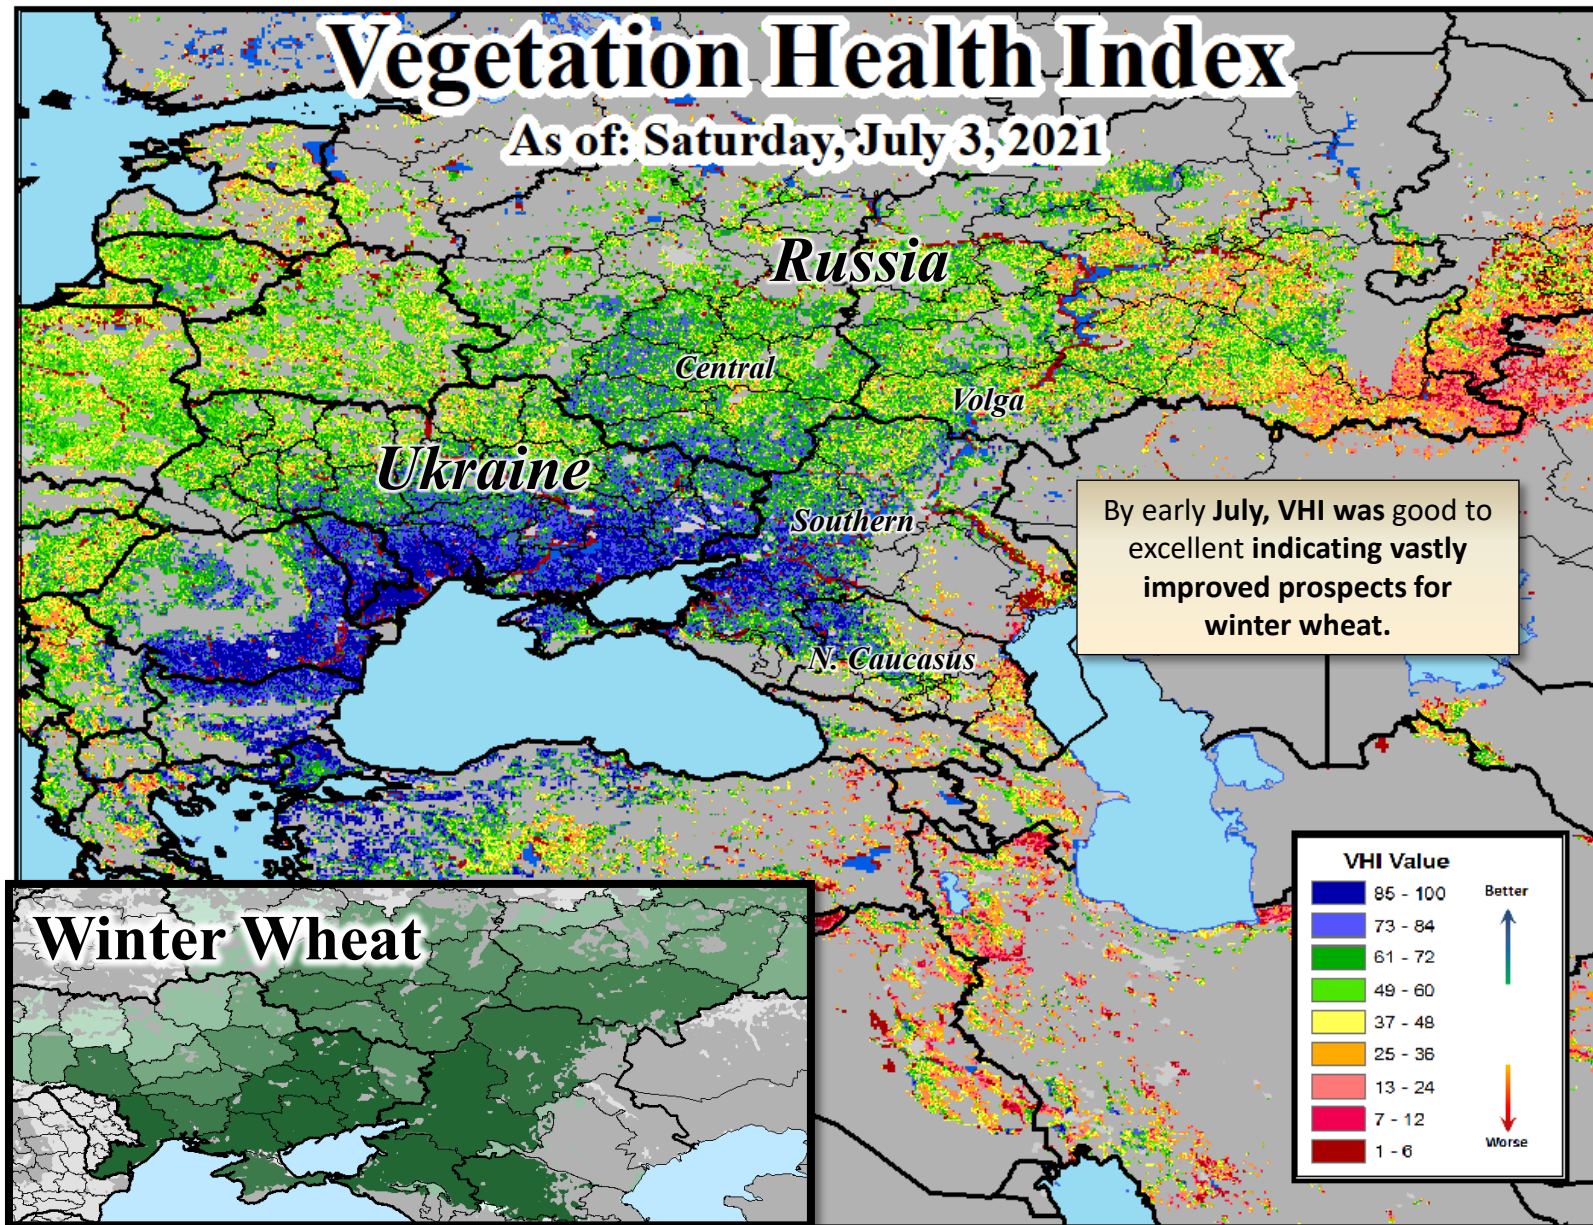 Vegetation Health Index
As of: Saturday, July 3, 2021
Russia
Central
Volga
Ukraine
Southern
By early July, VHI was good to
excellent indicating vastly
improved prospects for
winter wheat.
N. Caucasus
VHI Value
85 - 100
Better
73 - 84
61 - 72
49 - 60
37 - 48
25 - 36
13 - 24
7 - 12
Worse
1 - 6
Winter Wheat